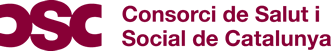 CSC
Consorci de Salut i
Social de Catalunya